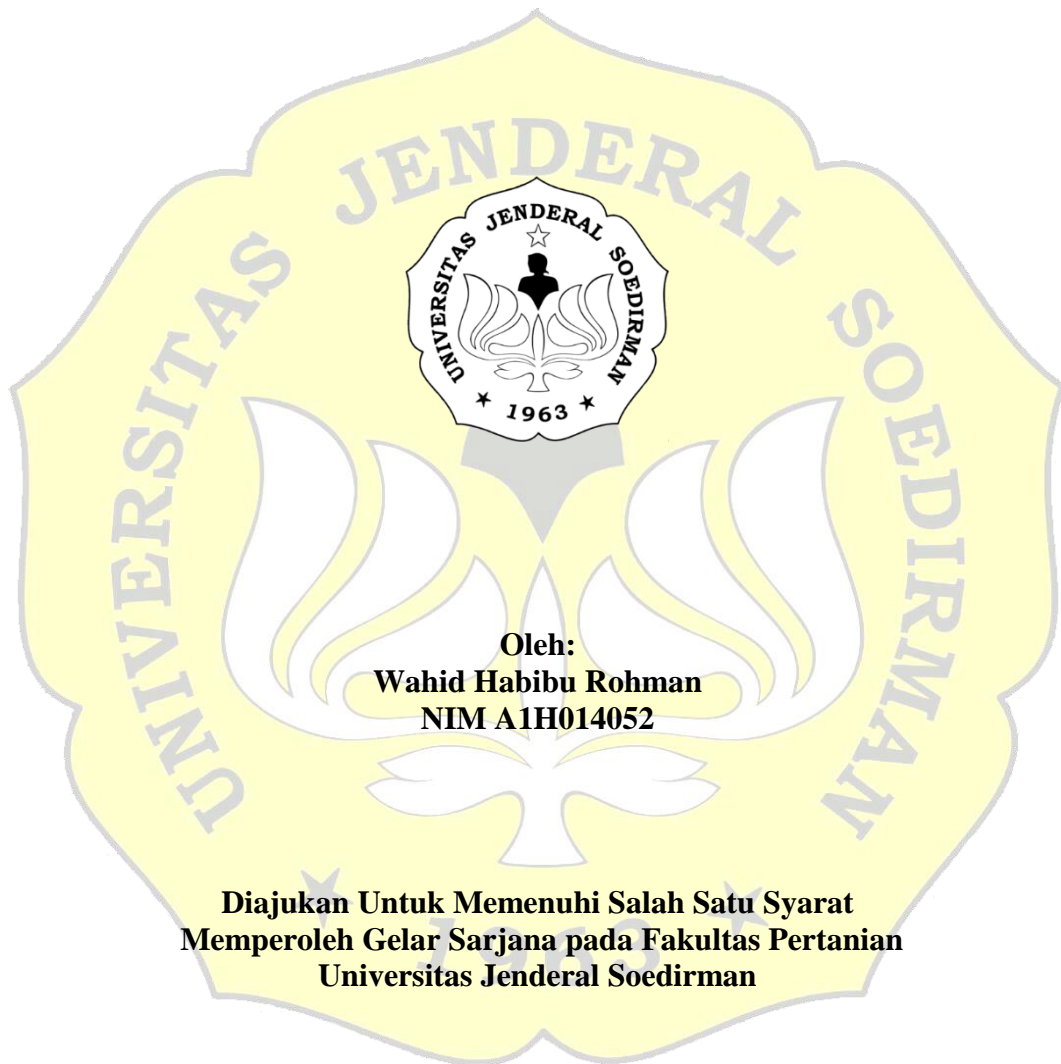 UNIVERSITAS JENDERAL SOEDIRMAN
1963
UNIVERSITAS JENDERAL SOEDIRMAN
1963
Oleh:
Wahid Habibu Rohman
NIM A1H014052
Diajukan Untuk Memenuhi Salah Satu Syarat
Memperoleh Gelar Sarjana pada Fakultas Pertanian
Universitas Jenderal Soedirman